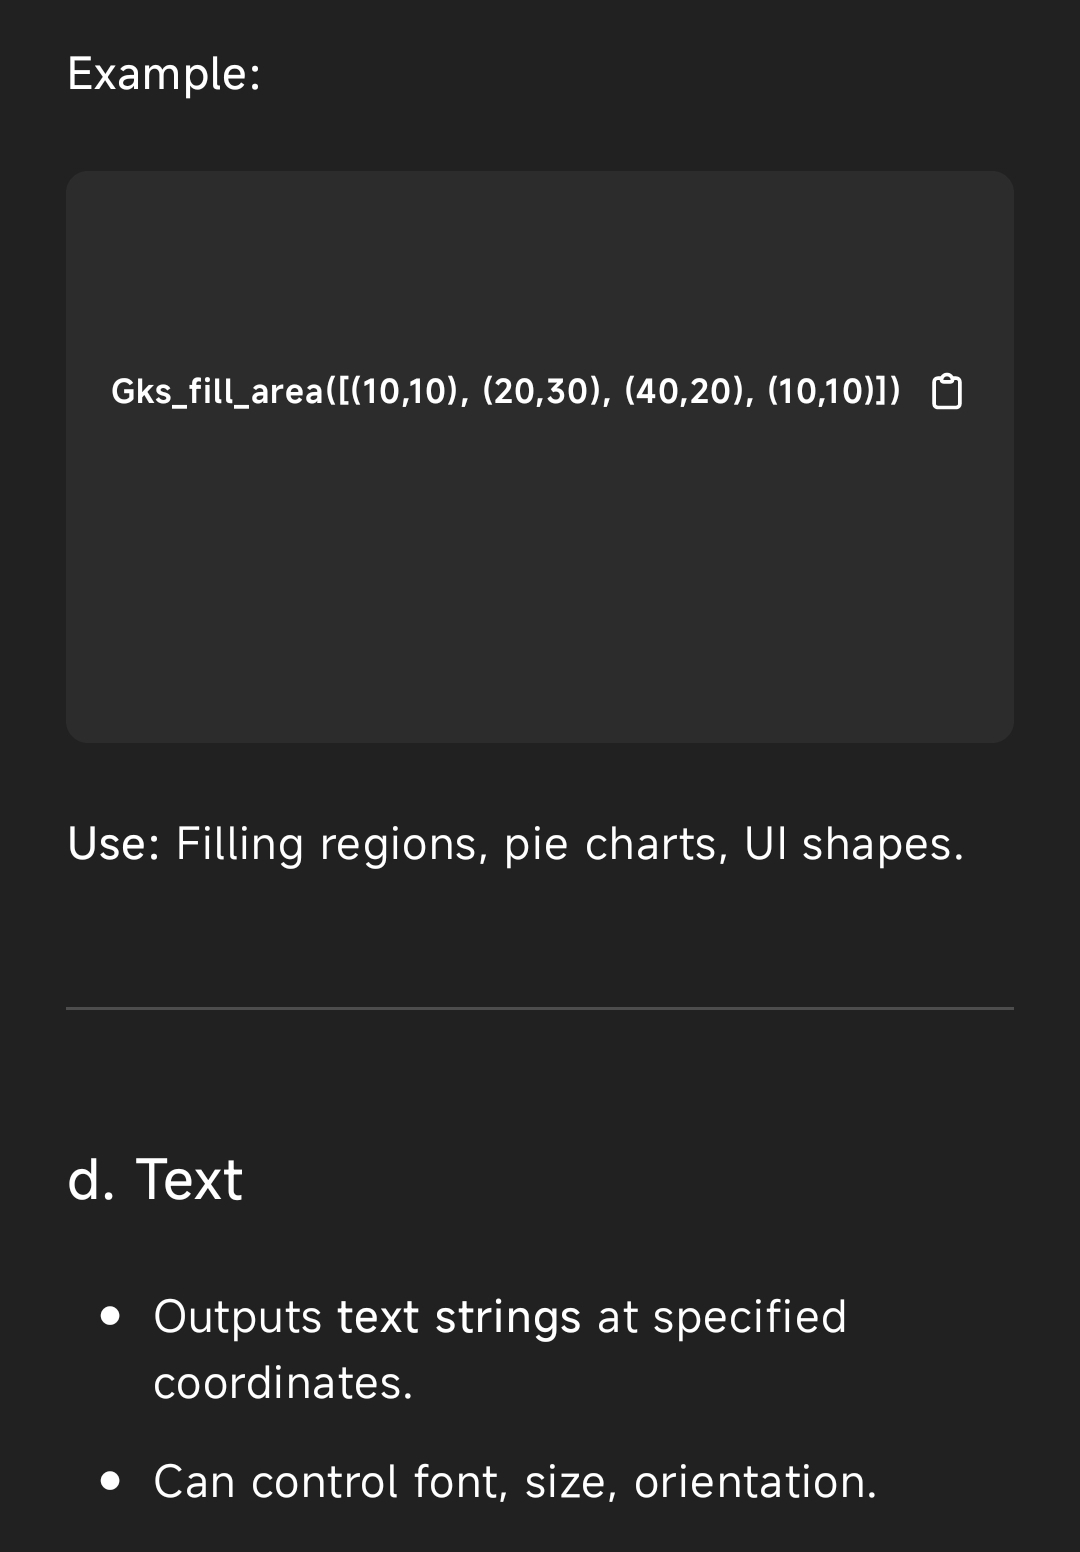 Example:
Gks_fill_area([(10,10), (20,30), (40,20), (10,10)])
Use: Filling regions, pie charts, UI shapes.
d. Text
• Outputs text strings at specified
coordinates.
• Can control font, size, orientation.